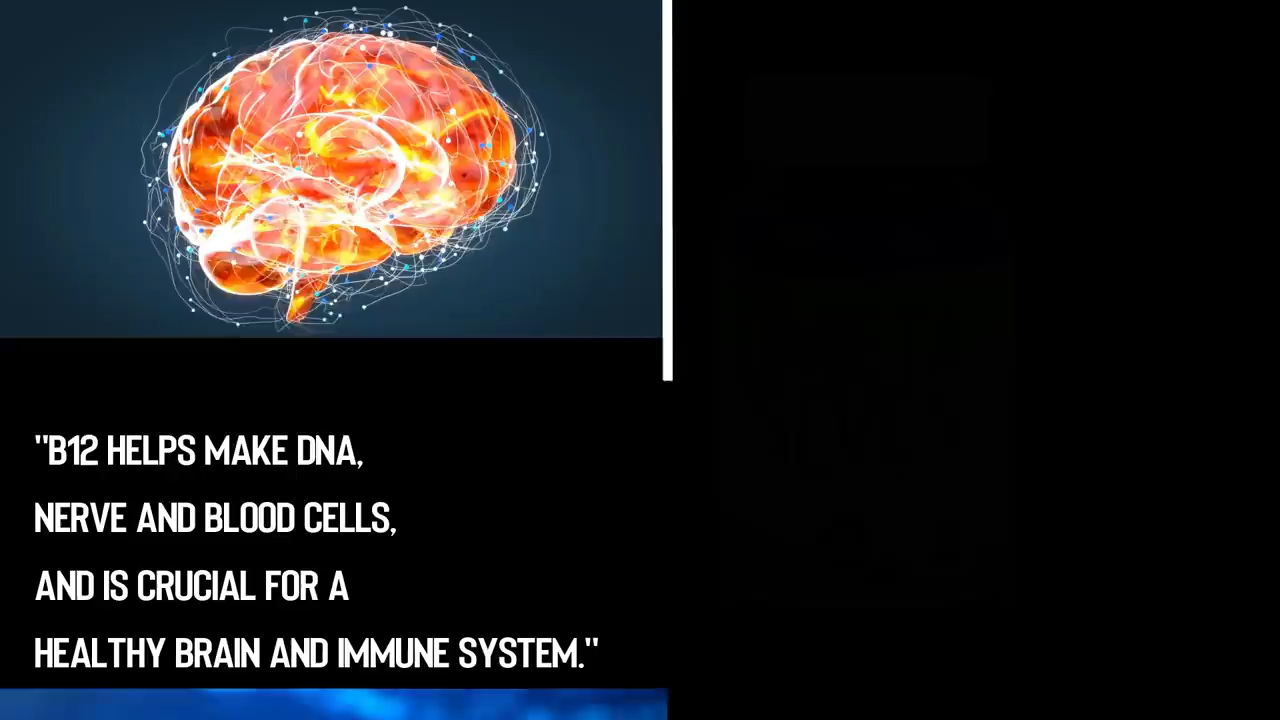 "B12 HELPS MAKE DNA,
NERVE AND BLOOD CELLS,
AND IS CRUCIAL FOR A
HEALTHY BRAIN AND IMMUNE SYSTEM."